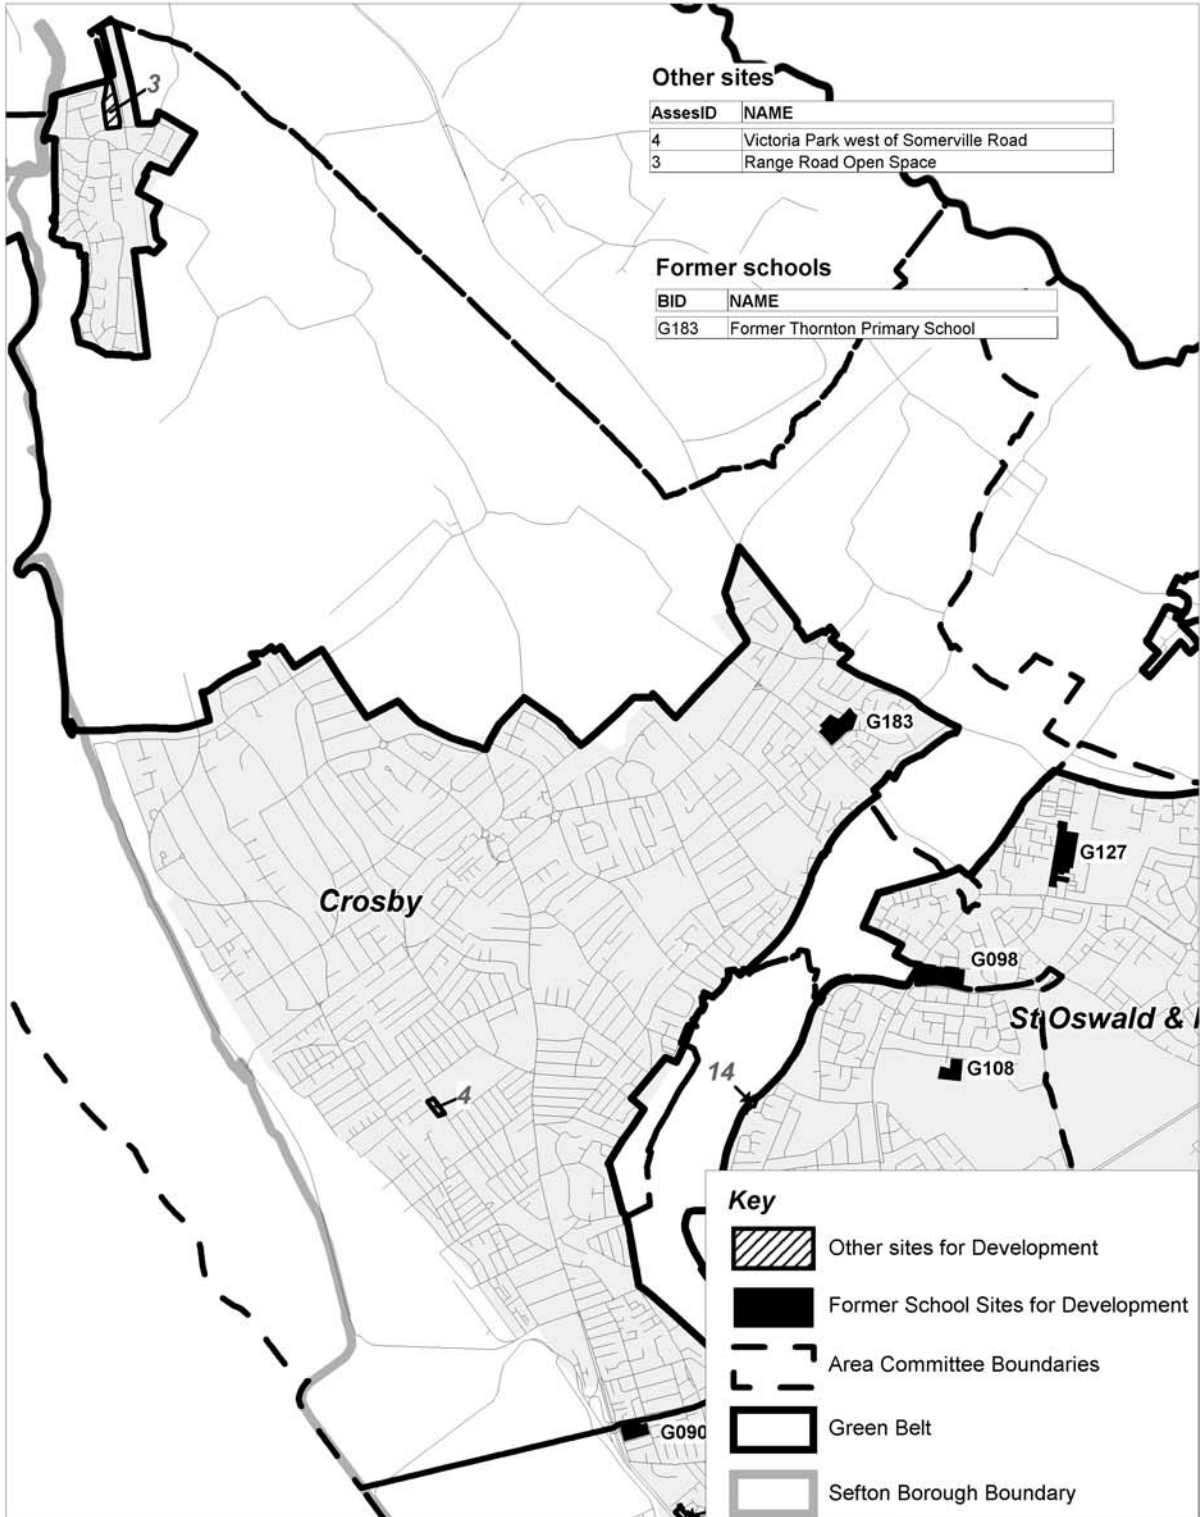 Other sites
AssesID NAME
4 Victoria Park west of Somerville Road
3 Range Road Open Space
Former schools
BID NAME
G183 Former Thornton Primary School
3
G183
G127
Crosby
G098
St Oswald &
G108
14
4
G090
Key
Other sites for Development
Former School Sites for Development
Area Committee Boundaries
Green Belt
Sefton Borough Boundary